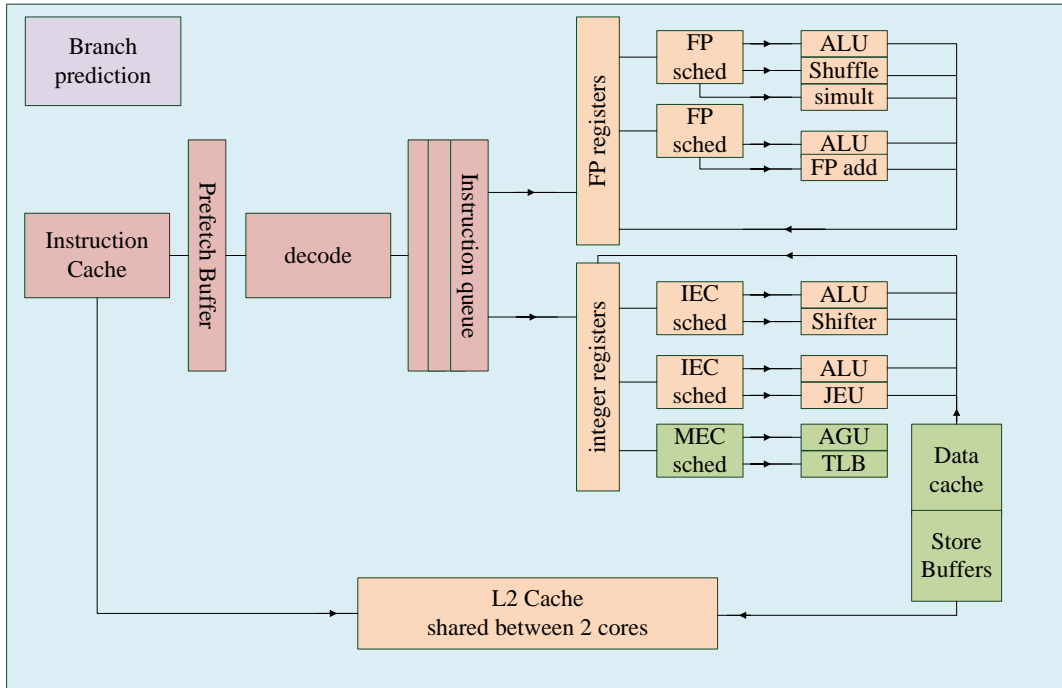 Branch
prediction
Instruction
Cache
Prefetch Buffer
decode
Instruction queue
FP registers
FP
sched
ALU
Shuffle
simult
FP
sched
ALU
FP add
integer registers
IEC
sched
ALU
Shifter
IEC
sched
ALU
JEU
MEC
sched
AGU
TLB
Data
cache
Store
Buffers
L2 Cache
shared between 2 cores